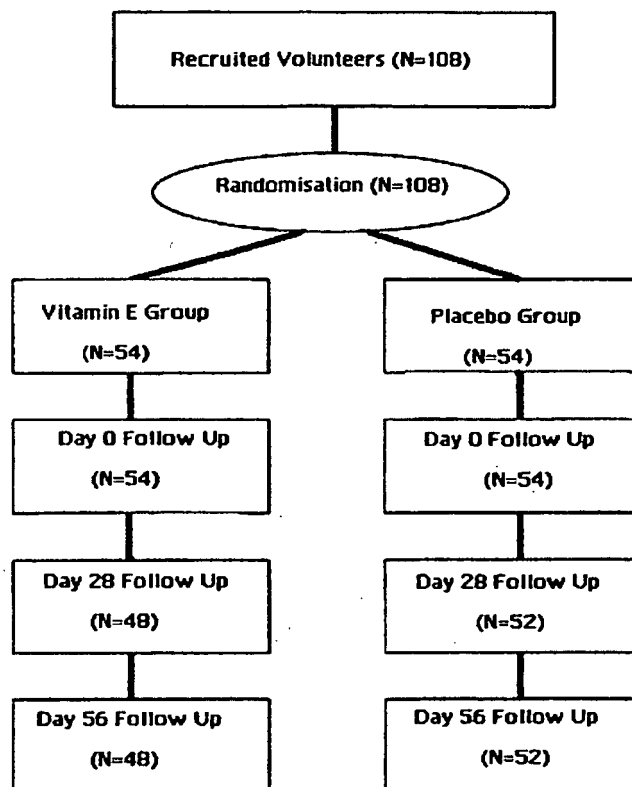 Recruited Volunteers (N=108)
Randomisation (N=108)
Vitamin E Group
(N=54)
Placebo Group
(N=54)
Day 0 Follow Up
(N=54)
Day 0 Follow Up
(N=54)
Day 28 Follow Up
(N=48)
Day 28 Follow Up
(N=52)
Day 56 Follow Up
(N=48)
Day 56 Follow Up
(N=52)